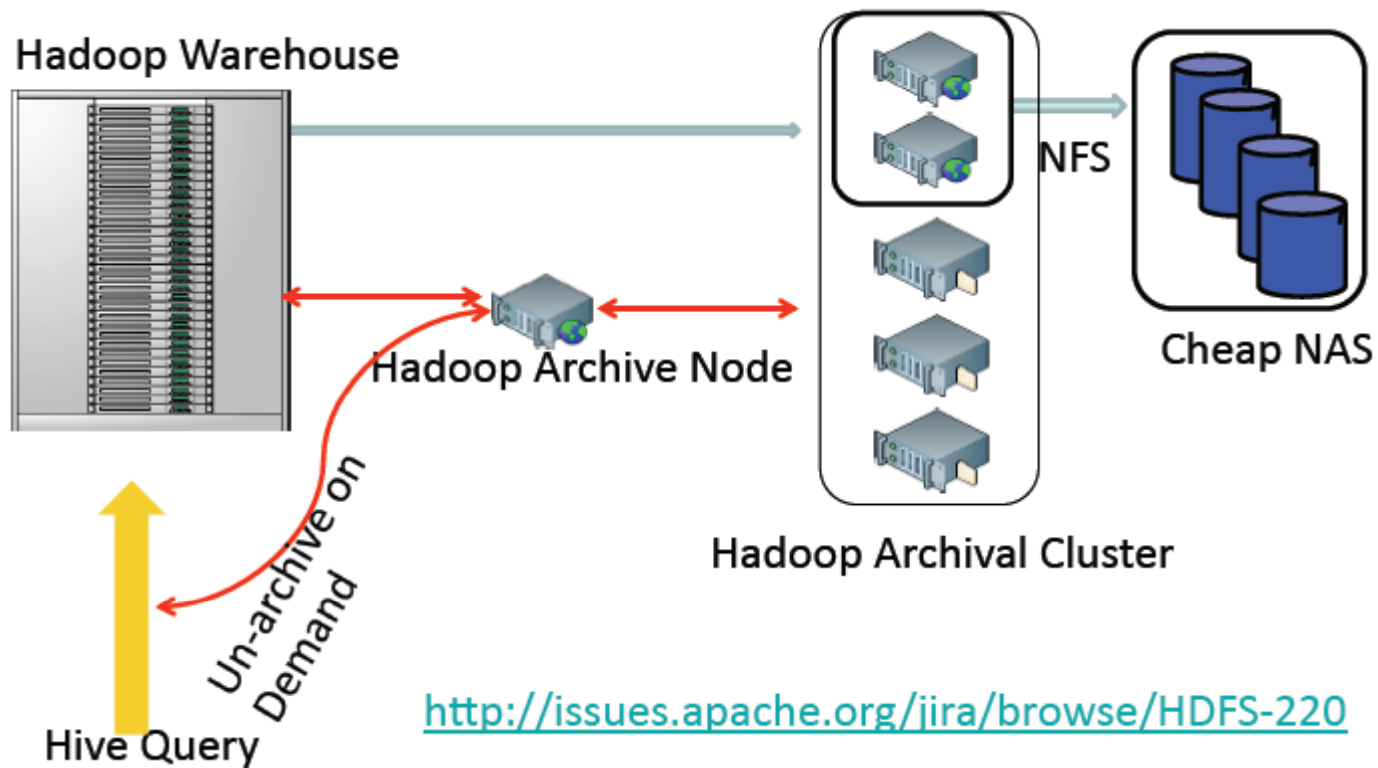 Hadoop Warehouse
NFS
Cheap NAS
Hadoop Archive Node
Hadoop Archival Cluster
Un-archive on
Demand
Hive Query
http://issues.apache.org/jira/browse/HDFS-220